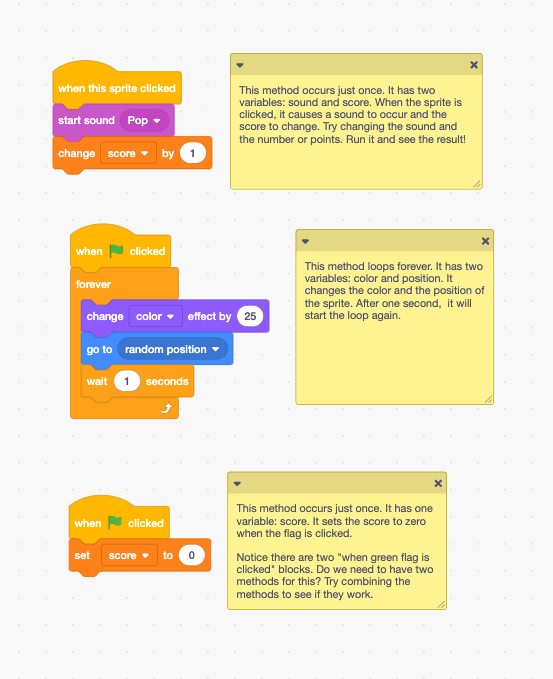 when this sprite clicked
start sound Pop
change score by 1
This method occurs just once. It has two
variables: sound and score. When the sprite is
clicked, it causes a sound to occur and the
score to change. Try changing the sound and
the number or points. Run it and see the result!
when clicked
forever
change color effect by 25
go to random position
wait 1 seconds
This method loops forever. It has two
variables: color and position. It
changes the color and the position of
the sprite. After one second, it will
start the loop again.
when clicked
set score to 0
This method occurs just once. It has one
variable: score. It sets the score to zero
when the flag is clicked.
Notice there are two "when green flag is
clicked" blocks. Do we need to have two
methods for this? Try combining the
methods to see if they work.